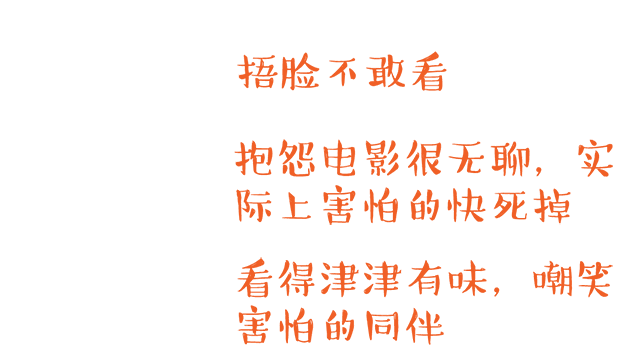 捂脸不敢看
抱怨电影很无聊，实
际上害怕的快死掉
看得津津有味，嘲笑
害怕的同伴